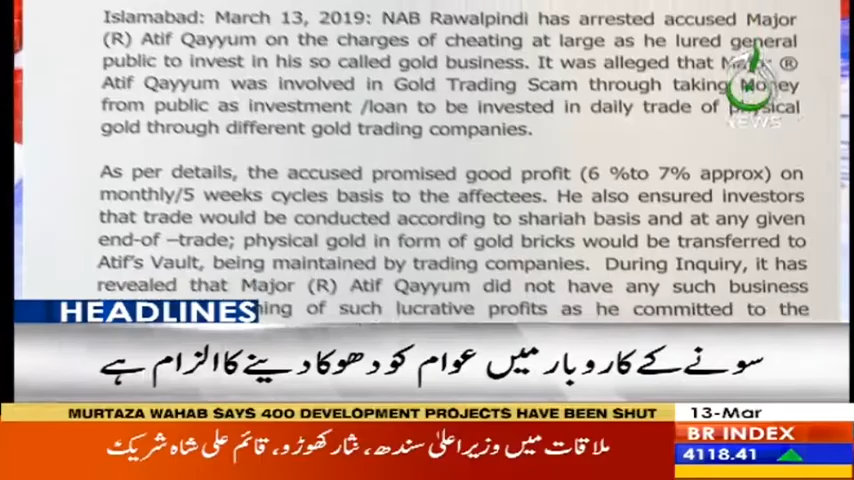 Islamabad: March 13, 2019: NAB Rawalpindi has arrested accused Major
(R) Atif Qayyum on the charges of cheating at large as he lured general
public to invest in his so called gold business. It was alleged that Major ®
Atif Qayyum was involved in Gold Trading Scam through taking Money
from public as investment /loan to be invested in daily trade of physical
gold through different gold trading companies.
NEWS
As per details, the accused promised good profit (6 %to 7% approx) on
monthly/5 weeks cycles basis to the affectees. He also ensured investors
that trade would be conducted according to shariah basis and at any given
end-of –trade; physical gold in form of gold bricks would be transferred to
Atif's Vault, being maintained by trading companies. During Inquiry, it has
revealed that Major (R) Atif Qayyum did not have any such business
of such lucrative profits as he committed to the
HEADLINES
سونے کے کاروبار میں عوام کو دھوکا دینے کا الزام ہے
MURTAZA WAHAB SAYS 400 DEVELOPMENT PROJECTS HAVE BEEN SHUT
13-Mar
ملاقات میں وزیراعلیٰ سندھ، نثار کھوڑو، قائم علی شاہ شریک
BR INDEX
4118.41